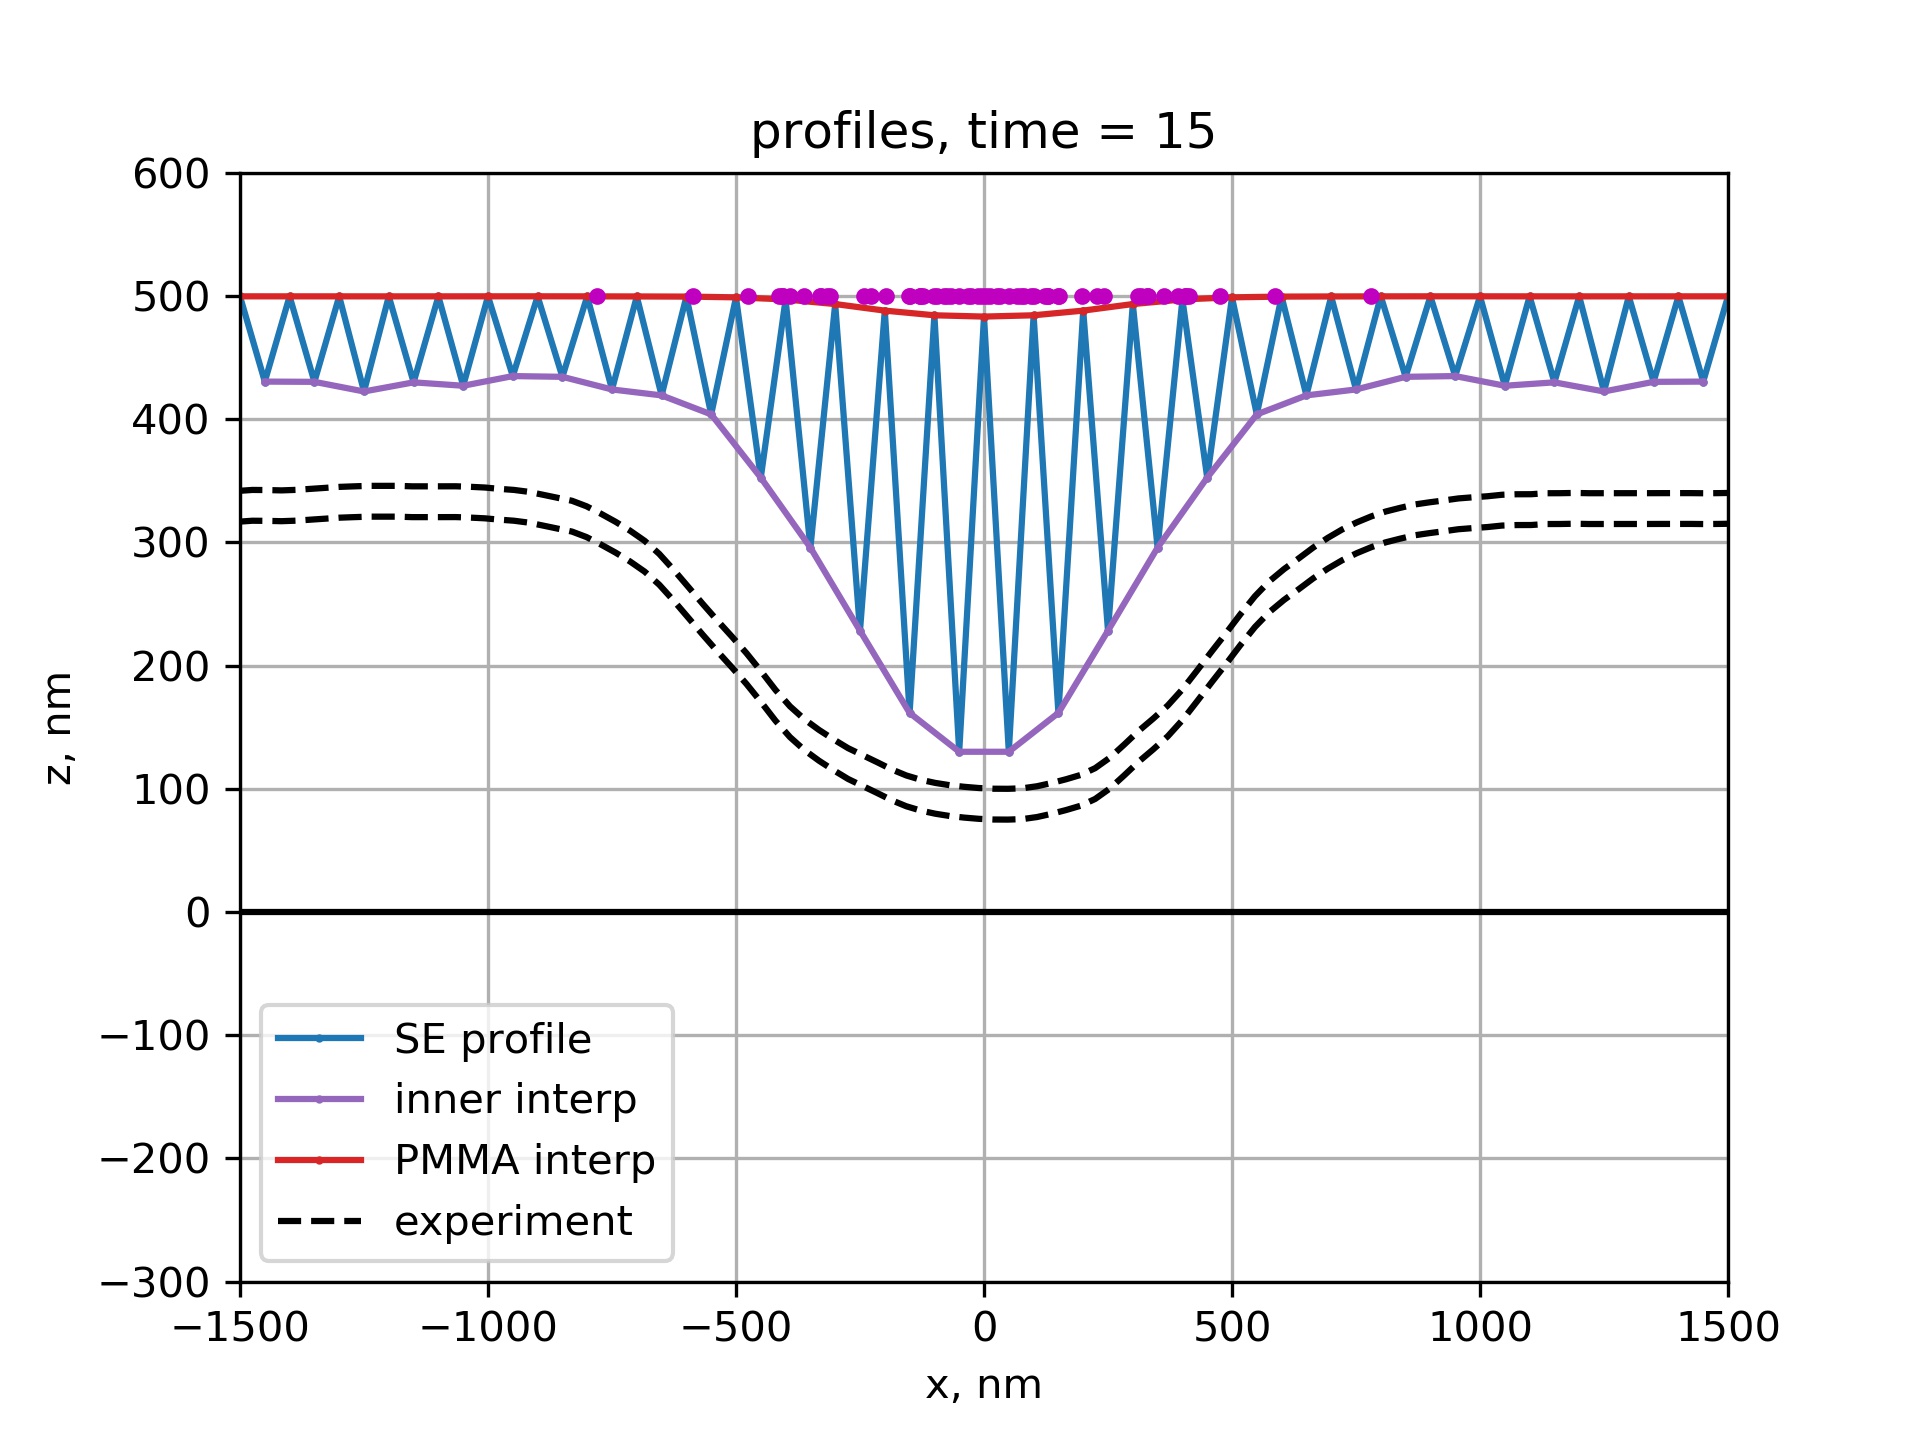 profiles, time = 15
600
500
400
300
200
100
0
−100
−200
−300
z, nm
SE profile
inner interp
PMMA interp
experiment
−1500 −1000 −500 0 500 1000 1500
x, nm